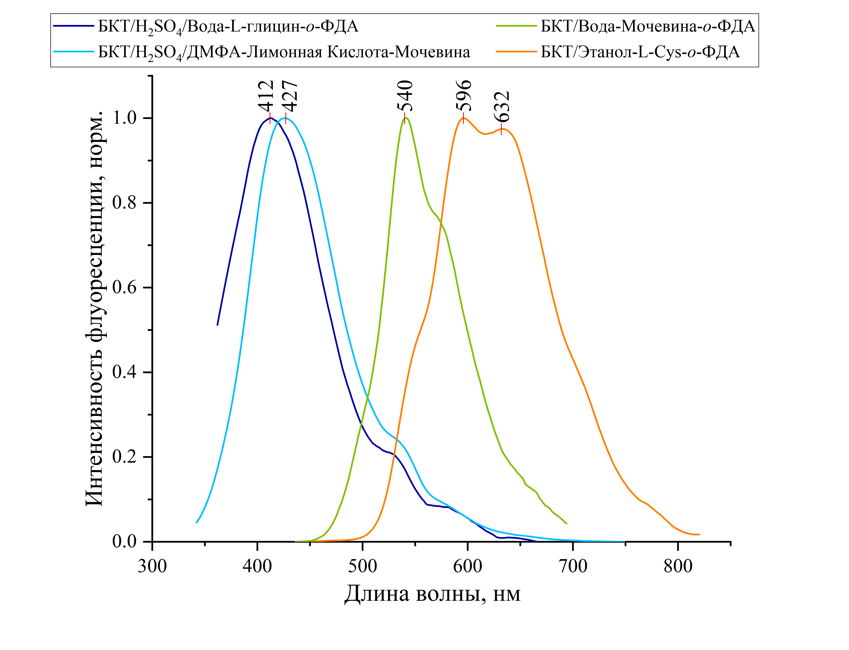 БКТ/H₂SO₄/Вода-L-глицин-о-ФДА
БКТ/Вода-Мочевина-о-ФДА
БКТ/H₂SO₄/ДМФА-Лимонная Кислота-Мочевина
БКТ/Этанол-L-Cys-о-ФДА
412
427
540
596
632
1.0
0.8
0.6
0.4
0.2
0.0
Интенсивность флуоресценции, норм.
300
400
500
600
700
800
Длина волны, нм